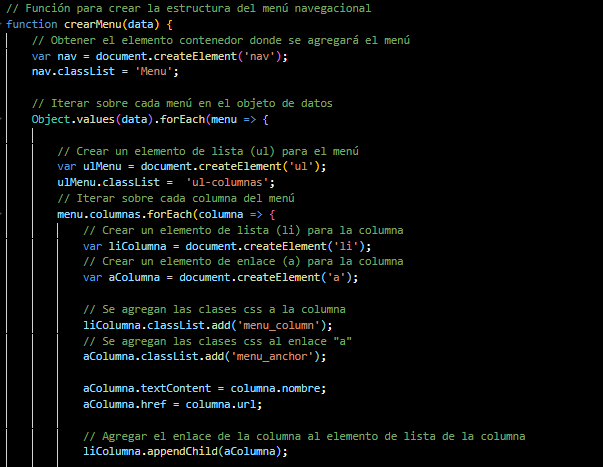 // Función para crear la estructura del menú navegacional
function crearMenu(data) {
// Obtener el elemento contenedor donde se agregará el menú
var nav = document.createElement('nav');
nav.classList = 'Menu';
// Iterar sobre cada menú en el objeto de datos
Object.values(data).forEach(menu => {
// Crear un elemento de lista (ul) para el menú
var ulMenu = document.createElement('ul');
ulMenu.classList =  'ul-columnas';
// Iterar sobre cada columna del menú
menu.columnas.forEach(columna => {
// Crear un elemento de lista (li) para la columna
var liColumna = document.createElement('li');
// Crear un elemento de enlace (a) para la columna
var aColumna = document.createElement('a');
// Se agregan las clases css a la columna
liColumna.classList.add('menu_column');
// Se agregan las clases css al enlace "a"
aColumna.classList.add('menu_anchor');
aColumna.textContent = columna.nombre;
aColumna.href = columna.url;
// Agregar el enlace de la columna al elemento de lista de la columna
liColumna.appendChild(aColumna);